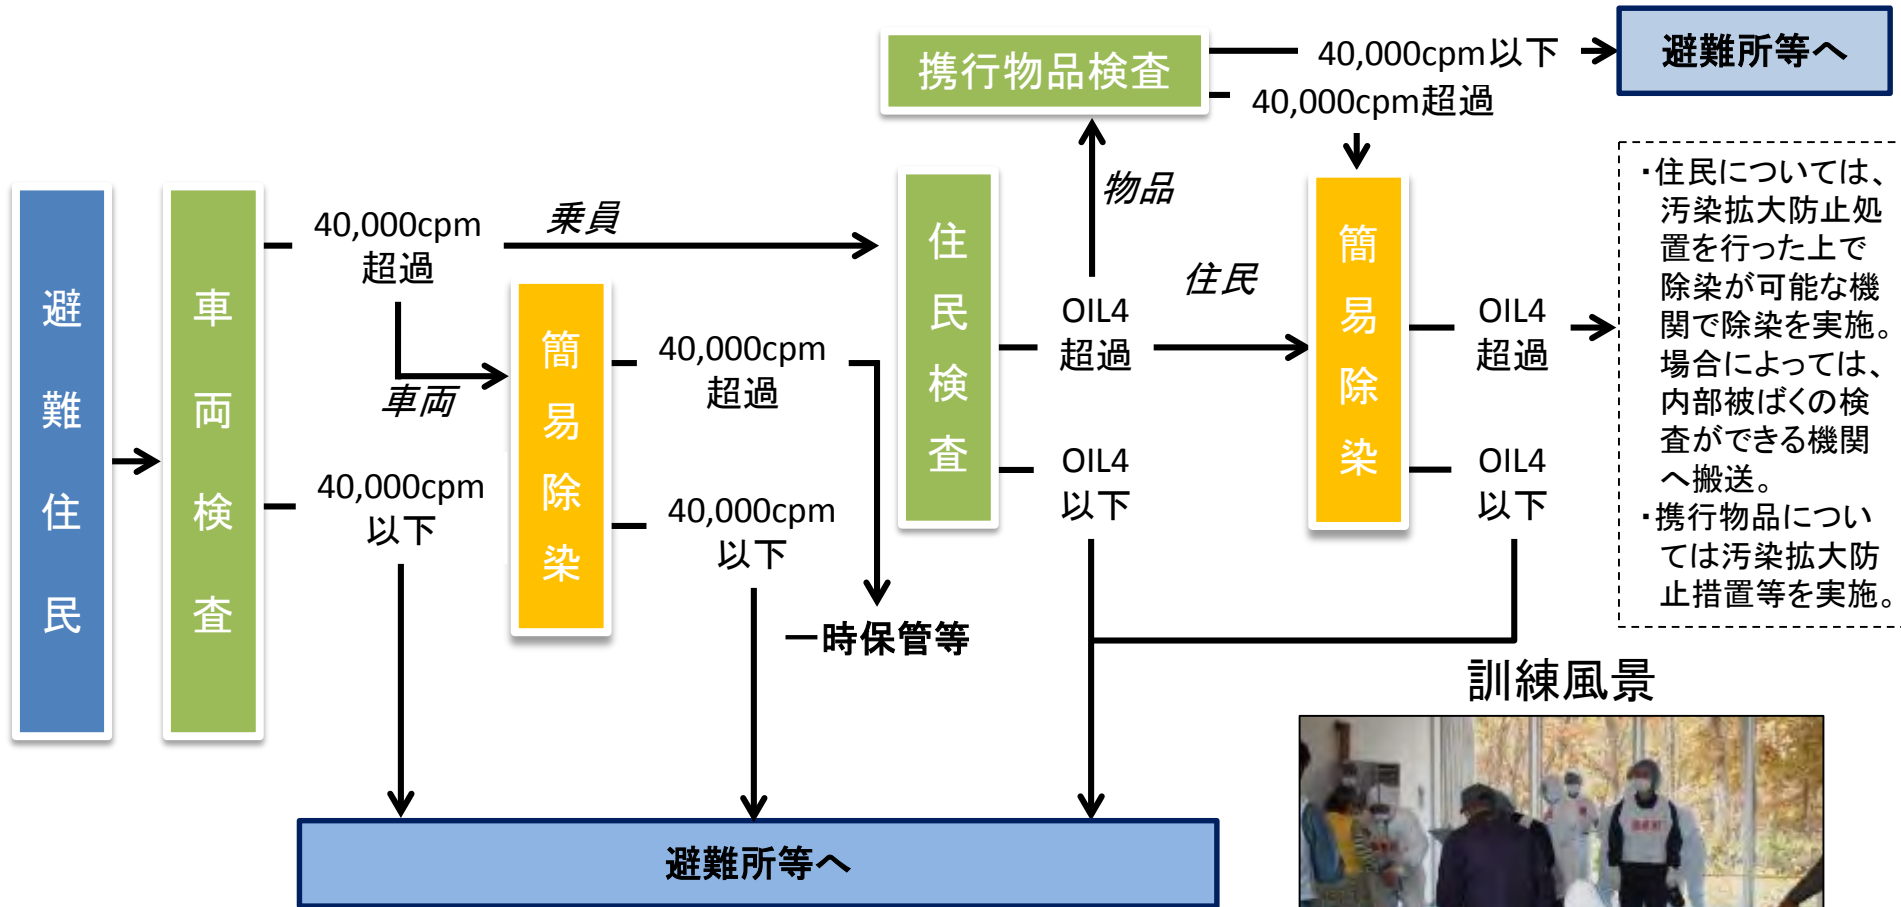 避難住民
車両検査
40,000cpm
超過
40,000cpm
以下
乗員
車両
簡易除染
40,000cpm
超過
40,000cpm
以下
一時保管等
住民検査
OIL4
超過
OIL4
以下
物品
住民
携行物品検査
40,000cpm以下
40,000cpm超過
避難所等へ
簡易除染
OIL4
超過
OIL4
以下
・住民については、
汚染拡大防止処
置を行った上で
除染が可能な機
関で除染を実施。
場合によっては、
内部被ばくの検
査ができる機関
へ搬送。
・携行物品につい
ては汚染拡大防
止措置等を実施。
避難所等へ
訓練風景